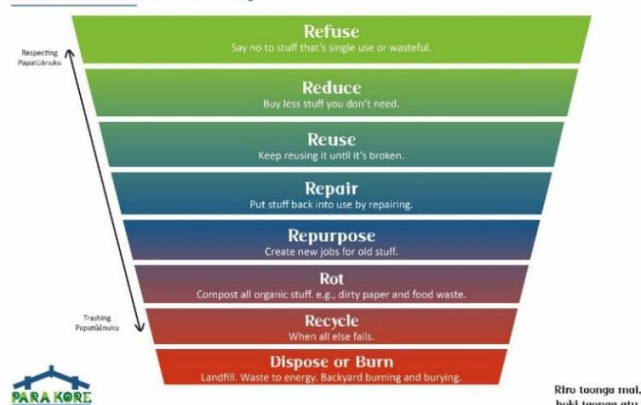 Refuse
Say no to stuff that's single use or wasteful.
Respecting
Papatūānuku
Reduce
Buy less stuff you don't need.
Reuse
Keep reusing it until it's broken.
Repair
Put stuff back into use by repairing.
Repurpose
Create new jobs for old stuff.
Rot
Compost all organic stuff. e.g., dirty paper and food waste.
Trashing
Papatūānuku
Recycle
When all else fails.
Dispose or Burn
Landfill. Waste to energy. Backyard burning and burying.
PARA KORE
Riro taonga mai,
hoki taonga atu